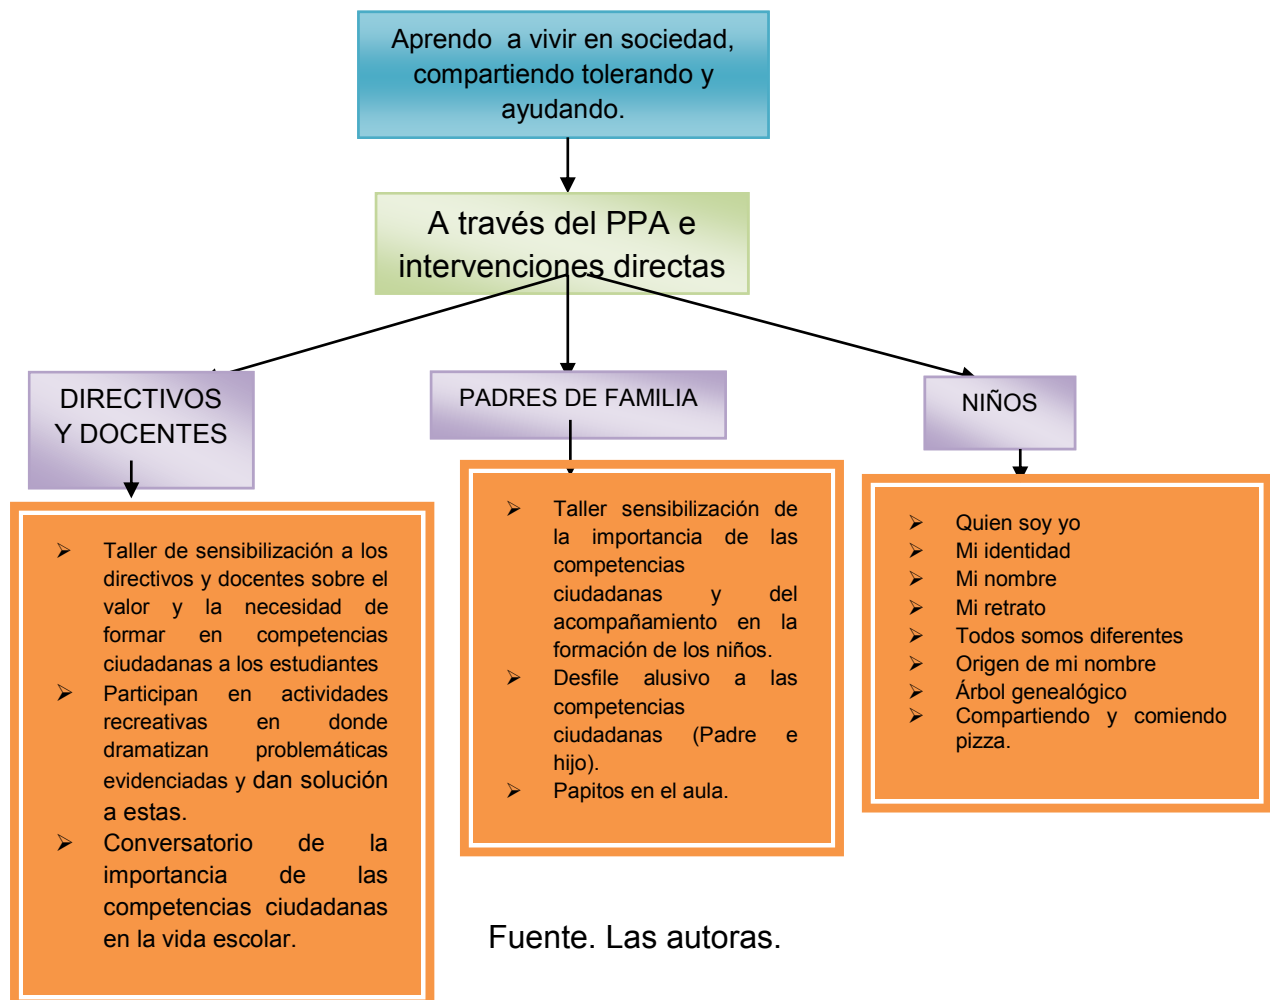 Aprendo a vivir en sociedad,
compartiendo tolerando y
ayudando.
A través del PPA e
intervenciones directas
DIRECTIVOS
Y DOCENTES
➢ Taller de sensibilización a los
directivos y docentes sobre el
valor y la necesidad de
formar en competencias
ciudadanas a los estudiantes
➢ Participan en actividades
recreativas en donde
dramatizan problemáticas
evidenciadas y dan solución
a estas.
➢ Conversatorio de la
importancia de las
competencias ciudadanas
en la vida escolar.
PADRES DE FAMILIA
➢ Taller sensibilización de
la importancia de las
competencias
ciudadanas y del
acompañamiento en la
formación de los niños.
➢ Desfile alusivo a las
competencias
ciudadanas (Padre e
hijo).
➢ Papitos en el aula.
NIÑOS
➢ Quien soy yo
➢ Mi identidad
➢ Mi nombre
➢ Mi retrato
➢ Todos somos diferentes
➢ Origen de mi nombre
➢ Árbol genealógico
➢ Compartiendo y comiendo
pizza.
Fuente. Las autoras.